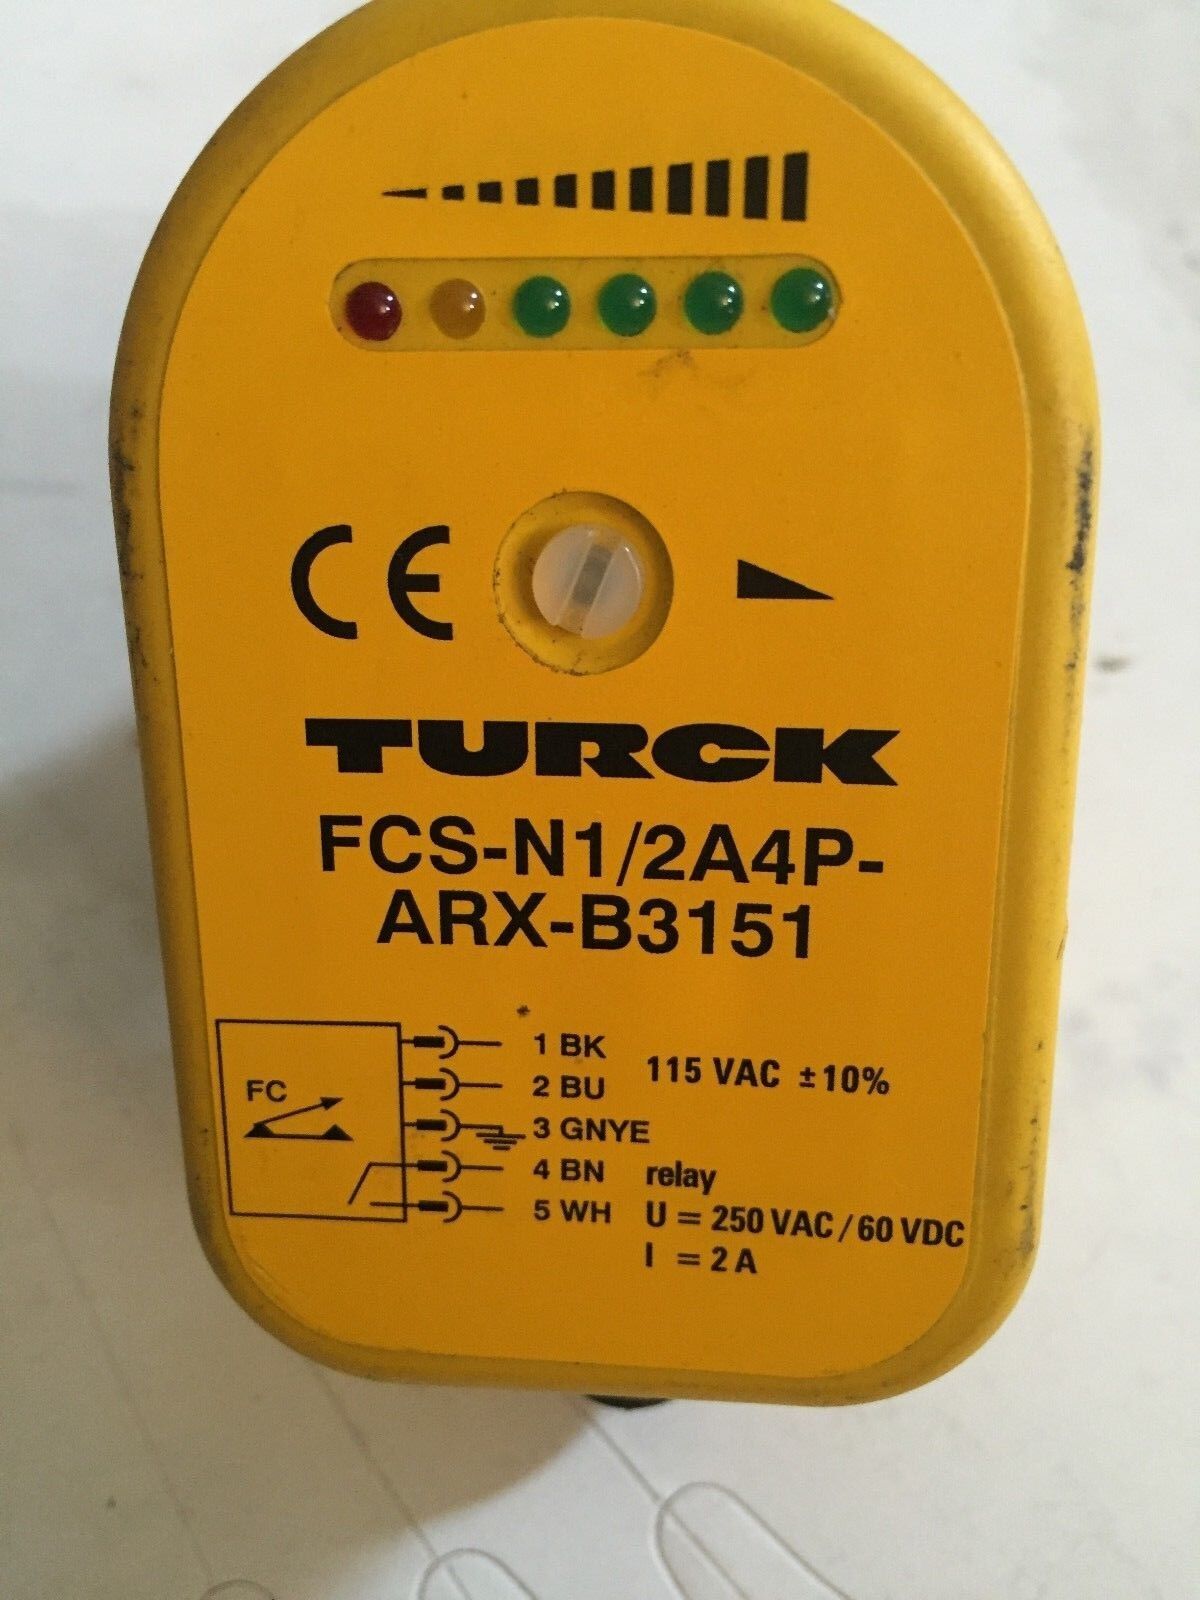 CE
TURCK
FCS-N1/2A4P-
ARX-B3151
FC
1 BK
2 BU
115 VAC ±10%
3 GNYE
4 BN relay
5 WH U = 250 VAC/60 VDC
I = 2 A